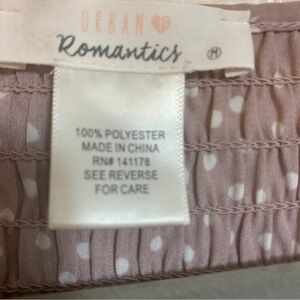 URBAN
Romantics
M
100% POLYESTER
MADE IN CHINA
RN# 141178
SEE REVERSE
FOR CARE